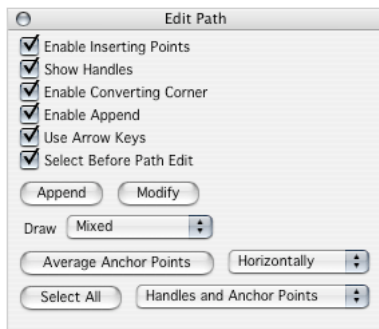 Edit Path
Enable Inserting Points
Show Handles
Enable Converting Corner
Enable Append
Use Arrow Keys
Select Before Path Edit
Append Modify
Draw Mixed
Average Anchor Points Horizontally
Select All Handles and Anchor Points